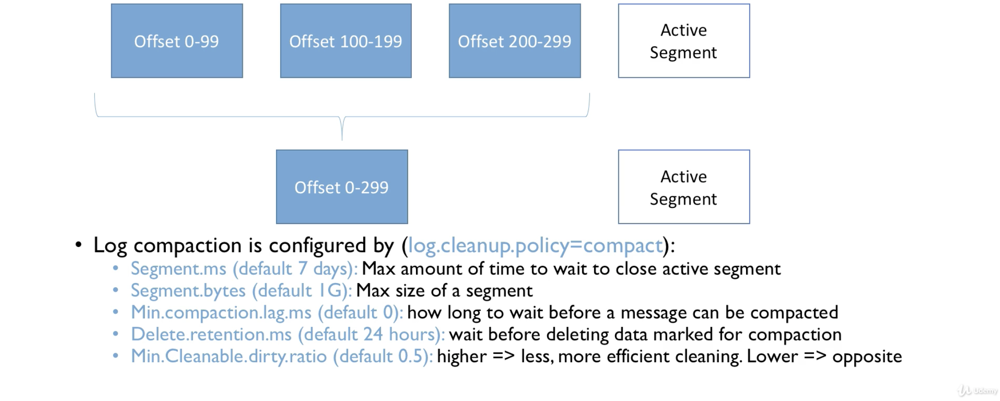 Offset 0-99
Offset 100-199
Offset 200-299
Active
Segment
Offset 0-299
Active
Segment
• Log compaction is configured by (log.cleanup.policy=compact):
• Segment.ms (default 7 days): Max amount of time to wait to close active segment
• Segment.bytes (default 1G): Max size of a segment
• Min.compaction.lag.ms (default 0): how long to wait before a message can be compacted
• Delete.retention.ms (default 24 hours): wait before deleting data marked for compaction
• Min.Cleanable.dirty.ratio (default 0.5): higher => less, more efficient cleaning. Lower => opposite
Udemy